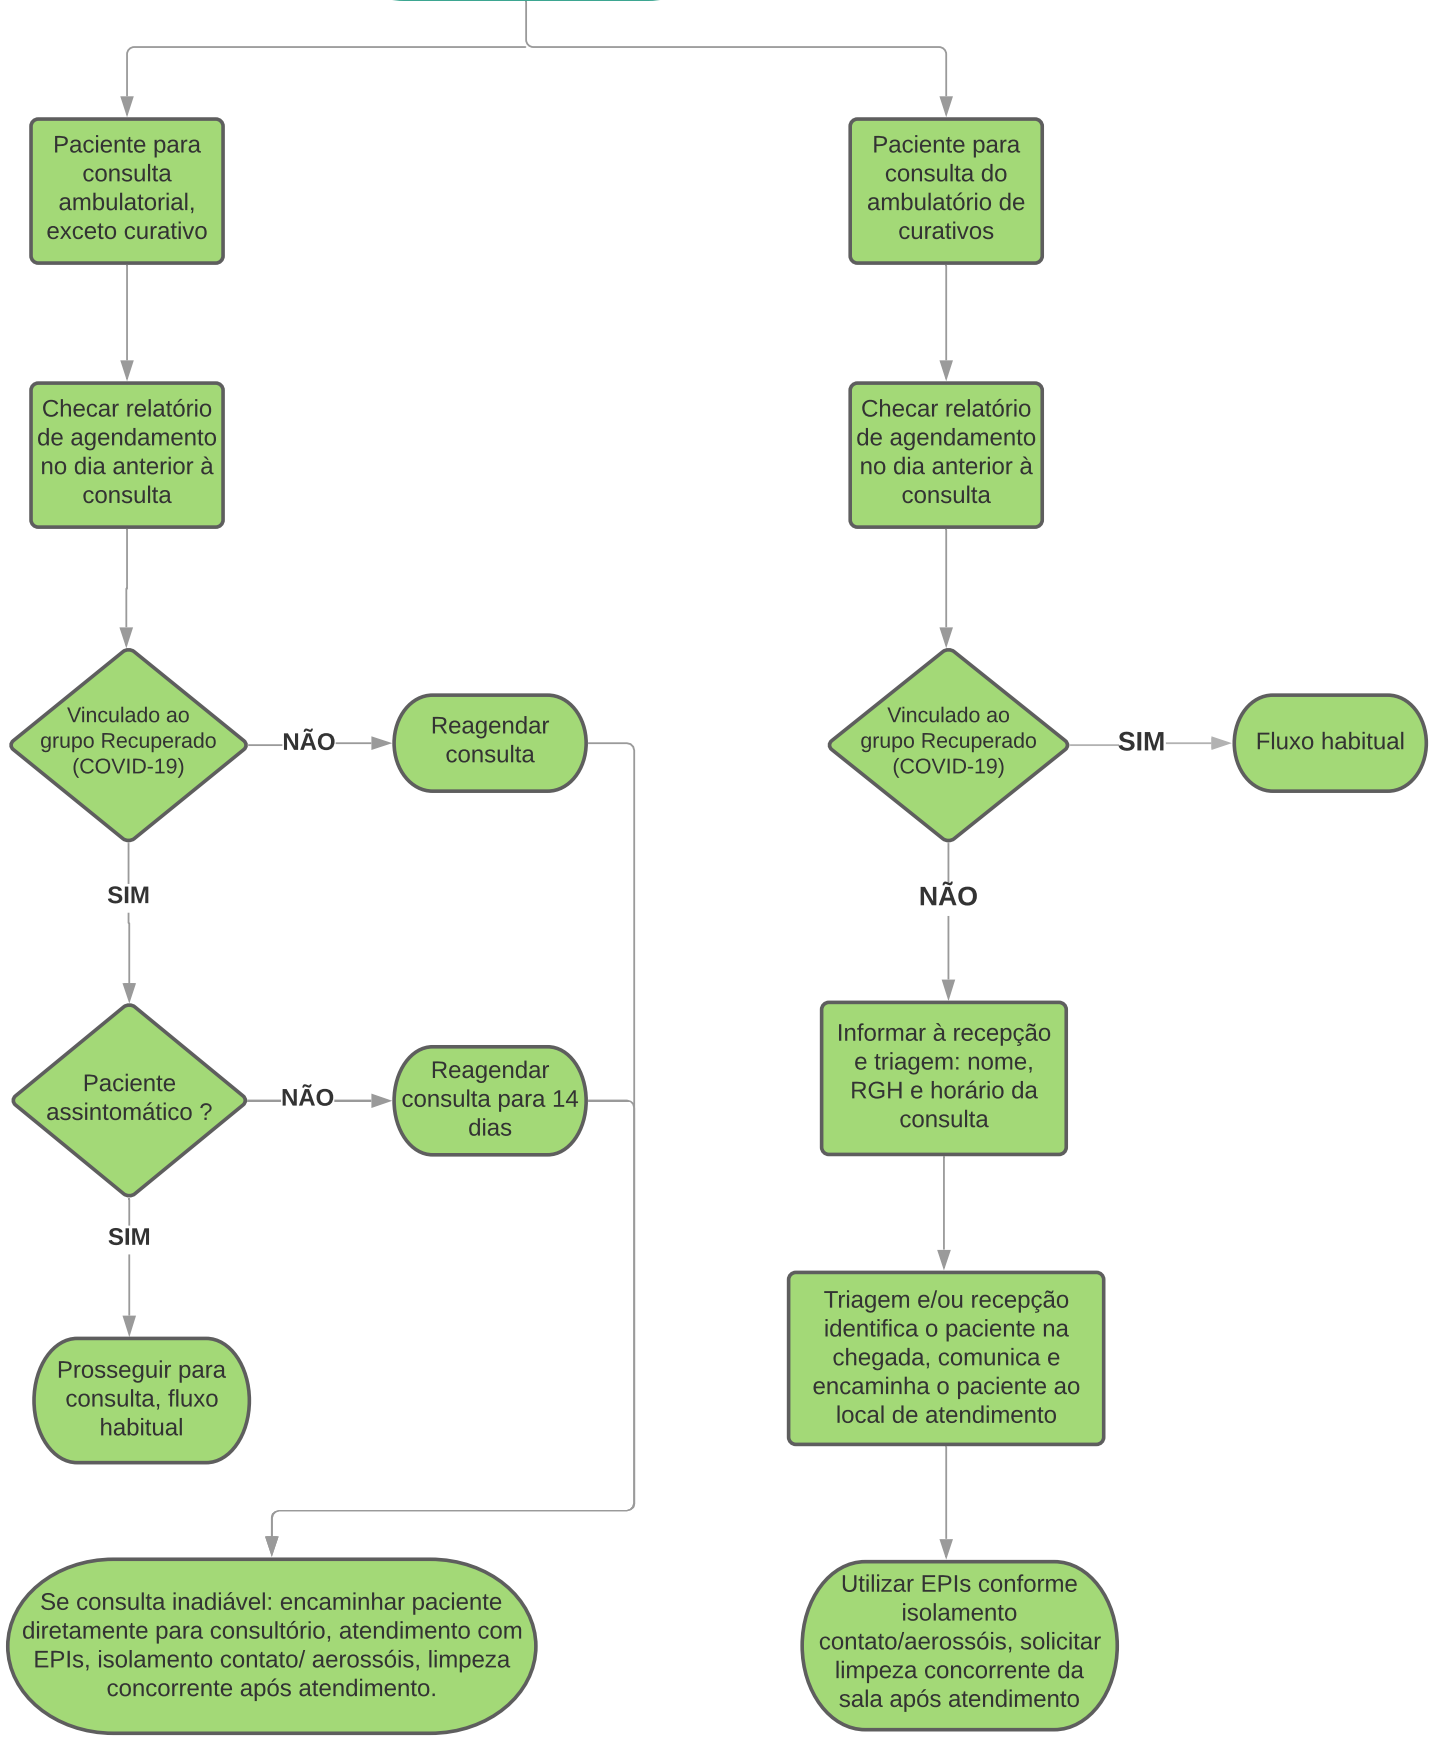 Paciente para
consulta
ambulatorial,
exceto curativo
Checar relatório
de agendamento
no dia anterior à
consulta
Vinculado ao
grupo Recuperado
(COVID-19)
NÃO
Reagendar
consulta
SIM
Paciente
assintomático ?
NÃO
Reagendar
consulta para 14
dias
SIM
Prosseguir para
consulta, fluxo
habitual
Se consulta inadiável: encaminhar paciente
diretamente para consultório, atendimento com
EPIs, isolamento contato/ aerossóis, limpeza
concorrente após atendimento.
Paciente para
consulta do
ambulatório de
curativos
Checar relatório
de agendamento
no dia anterior à
consulta
Vinculado ao
grupo Recuperado
(COVID-19)
SIM
Fluxo habitual
NÃO
Informar à recepção
e triagem: nome,
RGH e horário da
consulta
Triagem e/ou recepção
identifica o paciente na
chegada, comunica e
encaminha o paciente ao
local de atendimento
Utilizar EPIs conforme
isolamento
contato/aerossóis, solicitar
limpeza concorrente da
sala após atendimento